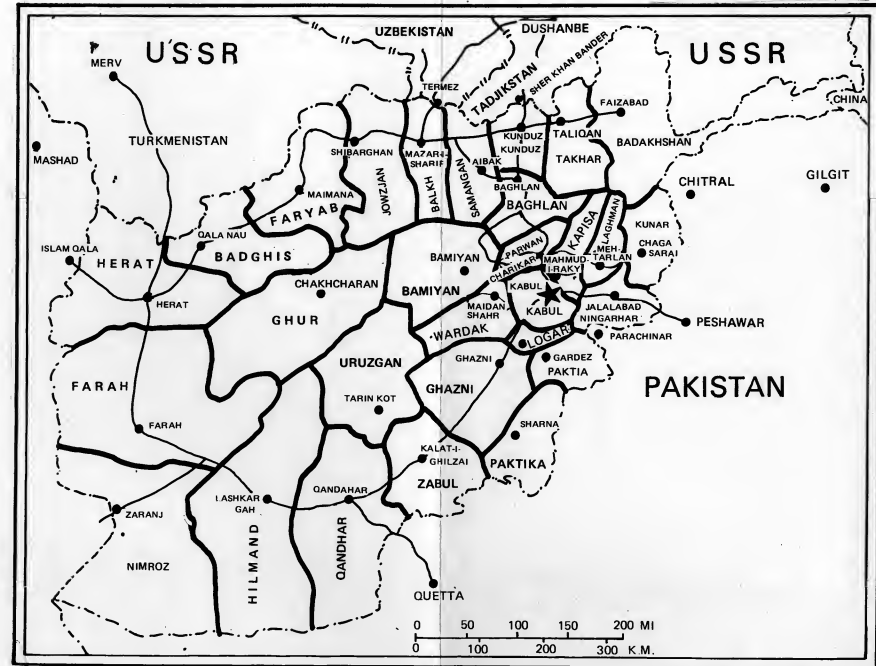 USSR
UZBEKISTAN
DUSHANBE
USSR
MERV
TERMEZ
TADJIKSTAN
SHER KHAN BANDER
FAIZABAD
CHINA
TURKMENISTAN
MASHAD
SHIBARGHAN
MAZAR-I-
SHARIF
KUNDUZ
KUNDUZ
TALIQAN
TAKHAR
BADAKHSHAN
AIBAK
BAGHLAN
BAGHLAN
CHITRAL
GILGIT
MAIMANA
FARYAB
JOWZJAN
BALKH
SAMANGAN
KAPISA
LAGHMAN
KUNAR
CHAGA
SARAI
ISLAM QALA
HERAT
QALA NAU
BADGHIS
BAMIYAN
PARWAN
CHARIKAR
MAHMUD
I-RAKY
MEH-
TARLAN
HERAT
CHAKHCHARAN
GHUR
BAMIYAN
MAIDAN
SHAHR
KABUL
KABUL
JALALABAD
NINGARHAR
PESHAWAR
WARDAK
LOGAR
PARACHINAR
URUZGAN
GHAZNI
GHAZNI
GARDEZ
PAKTIA
PAKISTAN
FARAH
TARIN KOT
FARAH
SHARNA
PAKTIKA
KALAT-I-
GHILZAI
ZABUL
ZARANJ
LASHKAR
GAH
QANDAHAR
NIMROZ
HILMAND
QANDHAR
QUETTA
0 50 100 150 200 MI
0 100 200 300 K.M.